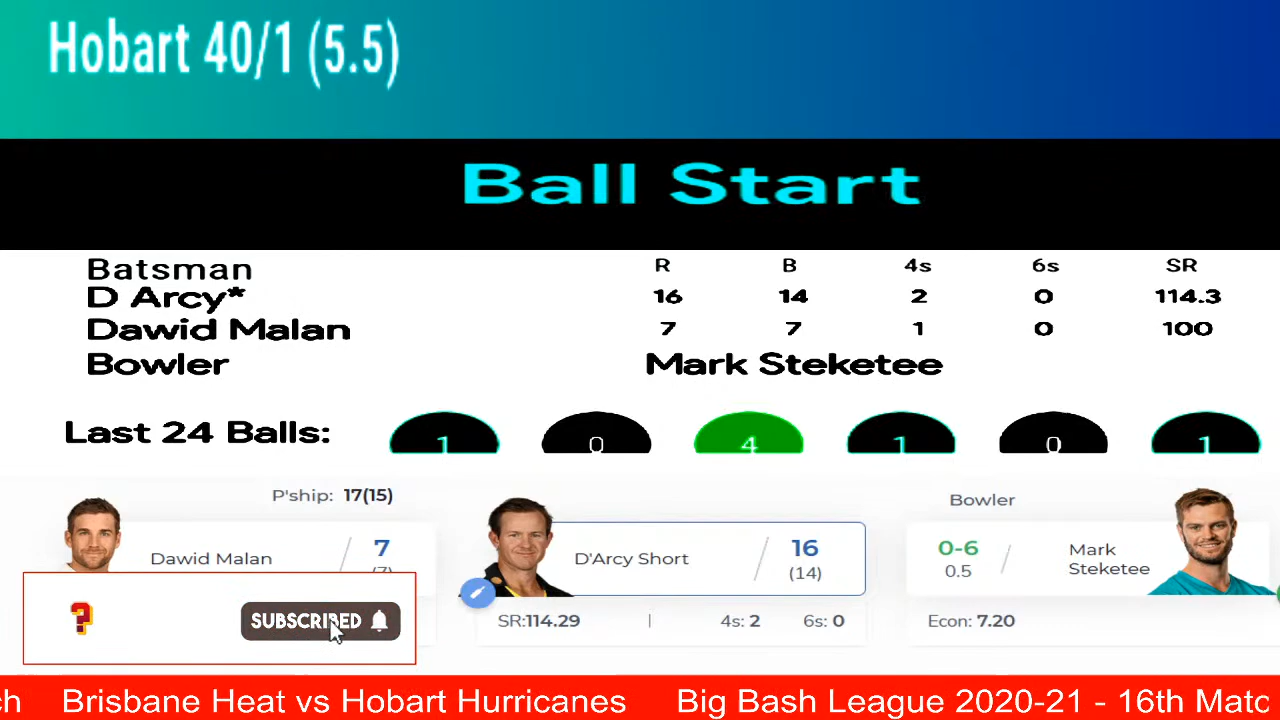 Hobart 40/1 (5.5)
Ball Start
Batsman R B 4s 6s SR
D Arcy* 16 14 2 0 114.3
Dawid Malan 7 7 1 0 100
Bowler Mark Steketee
Last 24 Balls: 1 0 4 1 0 1
P'ship: 17(15)
Dawid Malan 7
D'Arcy Short 16
(14)
SR:114.29 | 4s: 2 6s: 0
Bowler
0-6 Mark
0.5 Steketee
Econ: 7.20
? SUBSCRIBED
ch Brisbane Heat vs Hobart Hurricanes Big Bash League 2020-21 - 16th Matc